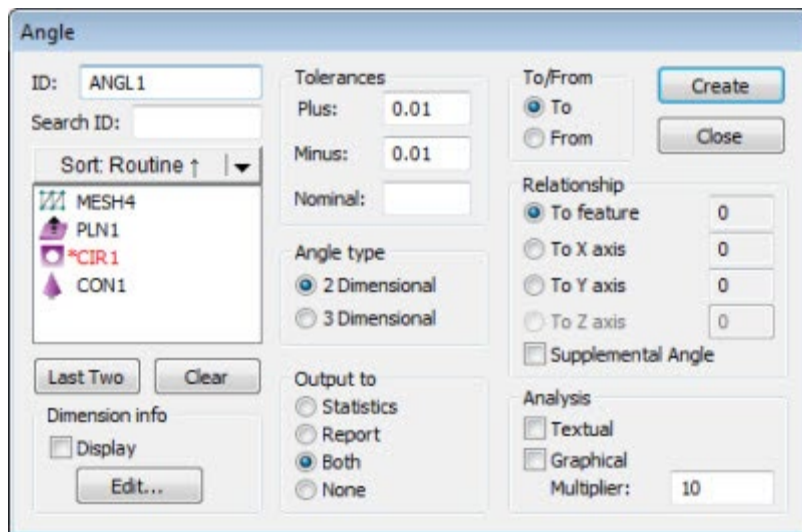 Angle
ID: ANGL1
Search ID:
Sort: Routine ↑
MESH4
PLN1
*CIR1
CON1
Last Two Clear
Dimension info
Display
Edit...
Tolerances
Plus: 0.01
Minus: 0.01
Nominal:
Angle type
2 Dimensional
3 Dimensional
Output to
Statistics
Report
Both
None
To/From
To
From
Create
Close
Relationship
To feature 0
To X axis 0
To Y axis 0
To Z axis 0
Supplemental Angle
Analysis
Textual
Graphical
Multiplier: 10